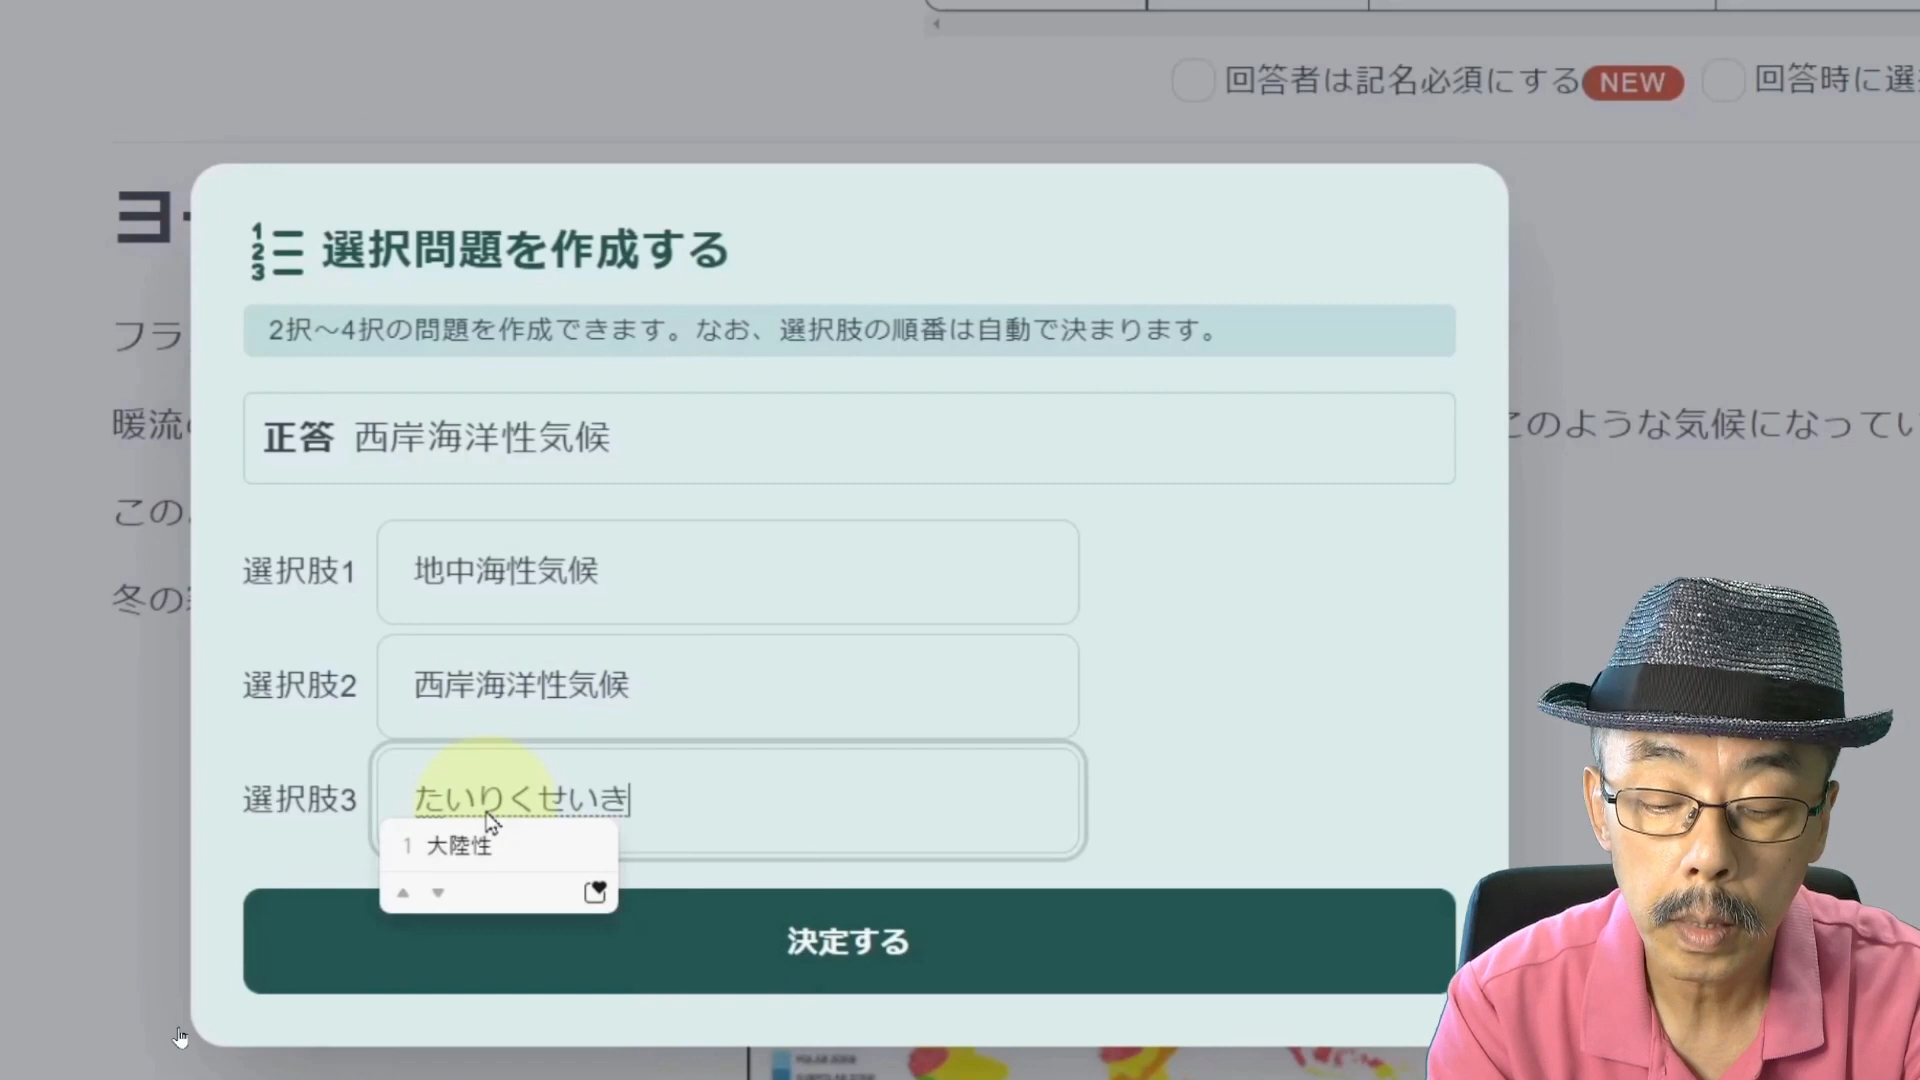 回答者は記名必須にする NEW 回答時に選
ヨー
選択問題を作成する
2択～4択の問題を作成できます。なお、選択肢の順番は自動で決まります。
フラ
正答 西岸海洋性気候
暖流
このような気候になってい
この
選択肢1 地中海性気候
冬の
選択肢2 西岸海洋性気候
選択肢3 たいりくせいき
1 大陸性
決定する